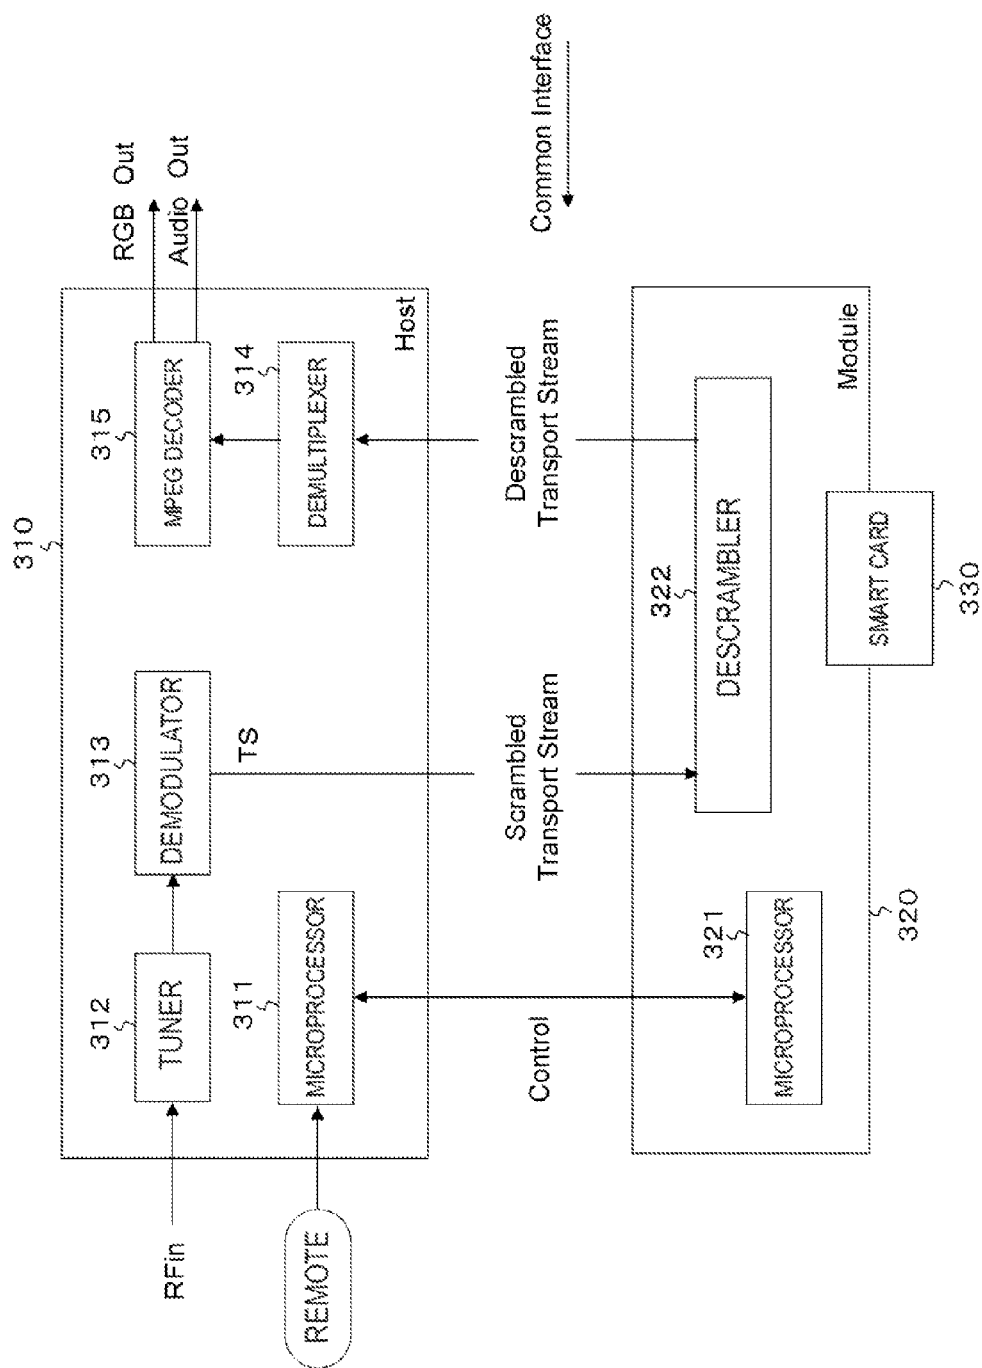 310
312
313
315
RGB Out
Audio Out
RFin
TUNER
DEMODULATOR
MPEG DECODER
TS
311
314
REMOTE
MICROPROCESSOR
DEMULTIPLEXER
Host
Control
Scrambled
Transport Stream
Descrambled
Transport Stream
Common Interface
321
322
MICROPROCESSOR
DESCRAMBLER
Module
320
SMART CARD
330